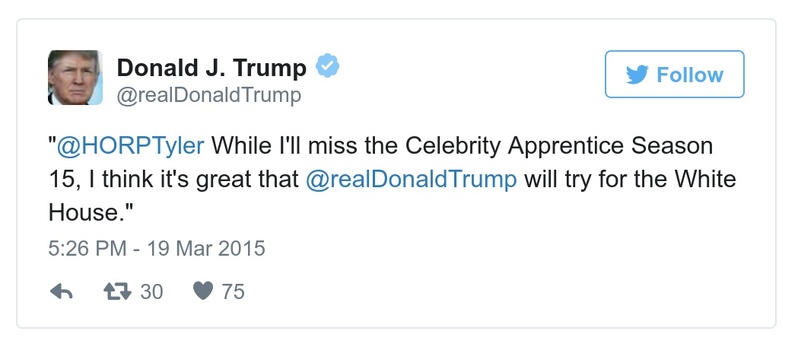 Donald J. Trump
@realDonaldTrump
Follow
"@HORPTyler While I'll miss the Celebrity Apprentice Season
15, I think it's great that @realDonaldTrump will try for the White
House."
5:26 PM - 19 Mar 2015
30 75